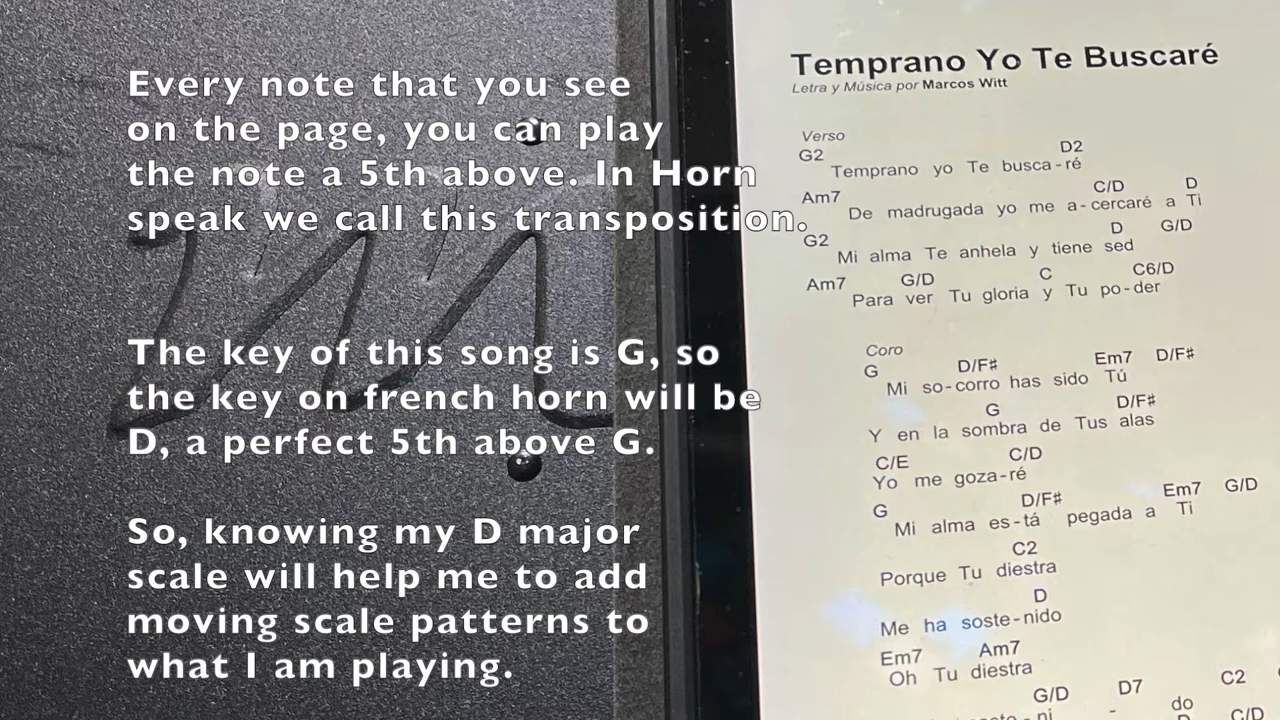 Every note that you see
on the page, you can play
the note a 5th above. In Horn
speak we call this transposition.
The key of this song is G, so
the key on french horn will be
D, a perfect 5th above G.
So, knowing my D major
scale will help me to add
moving scale patterns to
what I am playing.
Temprano Yo Te Buscaré
Letra y Música por Marcos Witt
Verso
G2 D2
Temprano yo Te busca-ré
Am7 C/D D
De madrugada yo me a-cercaré a Ti
G2 D G/D
Mi alma Te anhela y tiene sed
Am7 G/D C C6/D
Para ver Tu gloria y Tu po-der
Coro
G D/F# Em7 D/F#
Mi so-corro has sido Tú
G D/F#
Y en la sombra de Tus alas
C/E C/D
Yo me goza-ré
G D/F# Em7 G/D
Mi alma es-tá pegada a Ti
C2
Porque Tu diestra
D
Me ha soste-nido
Em7 Am7
Oh Tu diestra
G/D D7 C2
ni - do
C/D